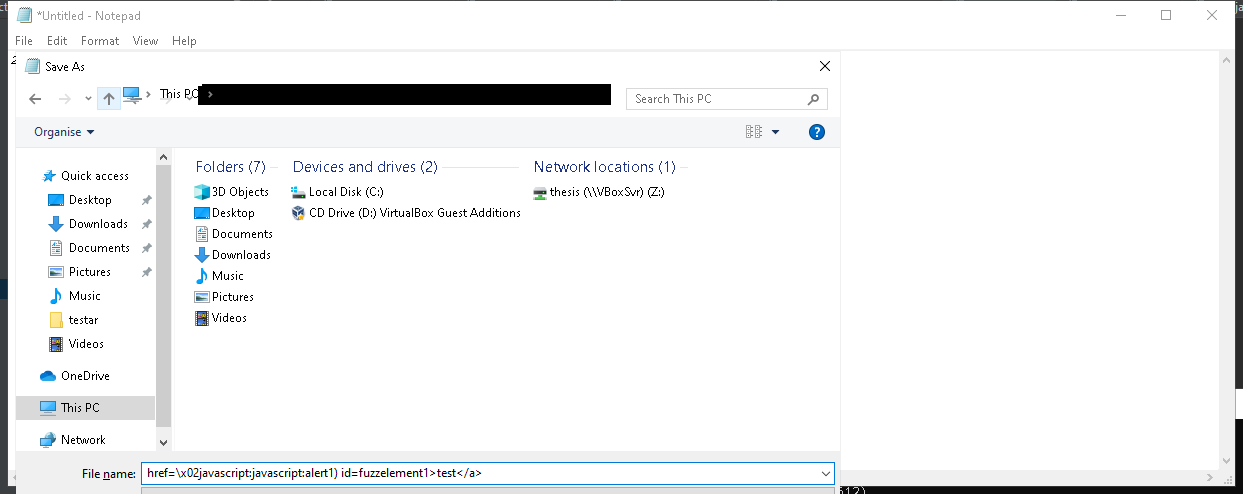 *Untitled - Notepad
File Edit Format View Help
Save As
This PC
Search This PC
Organise
Quick access
Desktop
Downloads
Documents
Pictures
Music
testar
Videos
OneDrive
This PC
Network
Folders (7)
3D Objects
Desktop
Documents
Downloads
Music
Pictures
Videos
Devices and drives (2)
Local Disk (C:)
CD Drive (D:) VirtualBox Guest Additions
Network locations (1)
thesis (\\VBoxSvr) (Z:)
File name: href=\x02javascript:javascript:alert1) id=fuzzelement1>test</a>